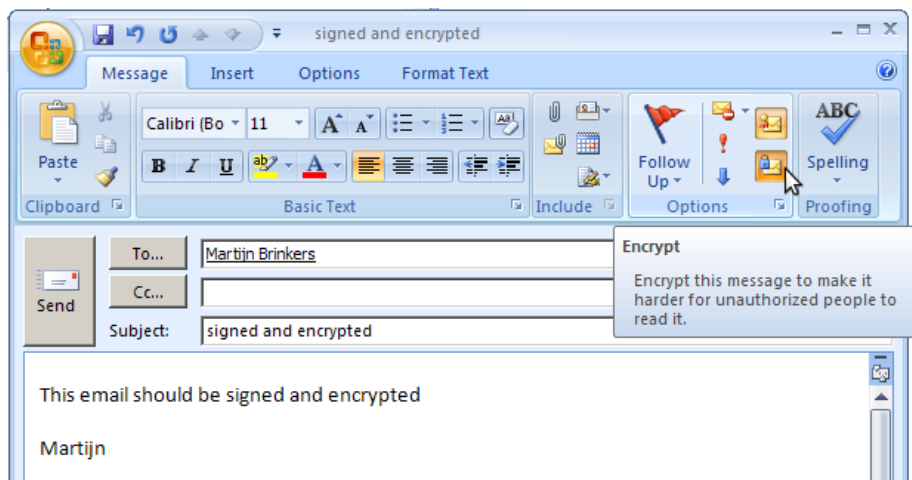 signed and encrypted
Message Insert Options Format Text
Calibri (Bo 11 A A ABC
Paste B I U ab A Follow Up Spelling
Clipboard Basic Text Include Options Proofing
To... Martijn Brinkers
Encrypt
Encrypt this message to make it
harder for unauthorized people to
read it.
Cc...
Send
Subject: signed and encrypted
This email should be signed and encrypted
Martijn